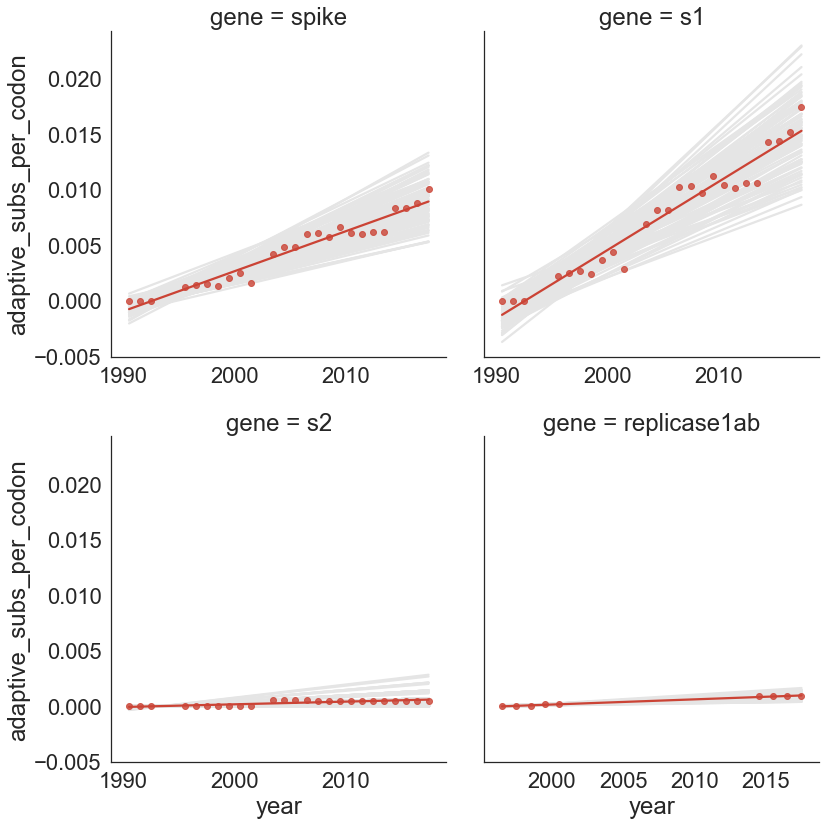 gene = spike
gene = s1
adaptive_subs_per_codon
0.020
0.015
0.010
0.005
0.000
−0.005
1990 2000 2010
1990 2000 2010
gene = s2
gene = replicase1ab
adaptive_subs_per_codon
0.020
0.015
0.010
0.005
0.000
−0.005
1990 2000 2010
2000 2005 2010 2015
year
year